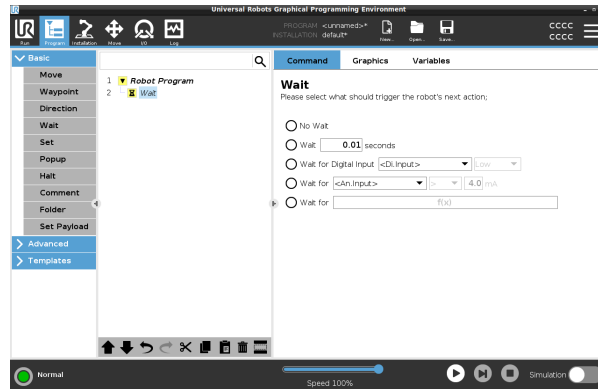 Universal Robots Graphical Programming Environment
UR
Run Program Installation Move I/O Log
PROGRAM <unnamed>*
INSTALLATION default*
New... Open... Save...
CCCC
CCCC
Basic
Move
Waypoint
Direction
Wait
Set
Popup
Halt
Comment
Folder
Set Payload
Advanced
Templates
1 Robot Program
2 Wait
Command Graphics Variables
Wait
Please select what should trigger the robot's next action;
No Wait
Wait 0.01 seconds
Wait for Digital Input <Di.Input> Low
Wait for <An.Input> > 4.0 mA
Wait for f(x)
Normal
Speed 100%
Simulation